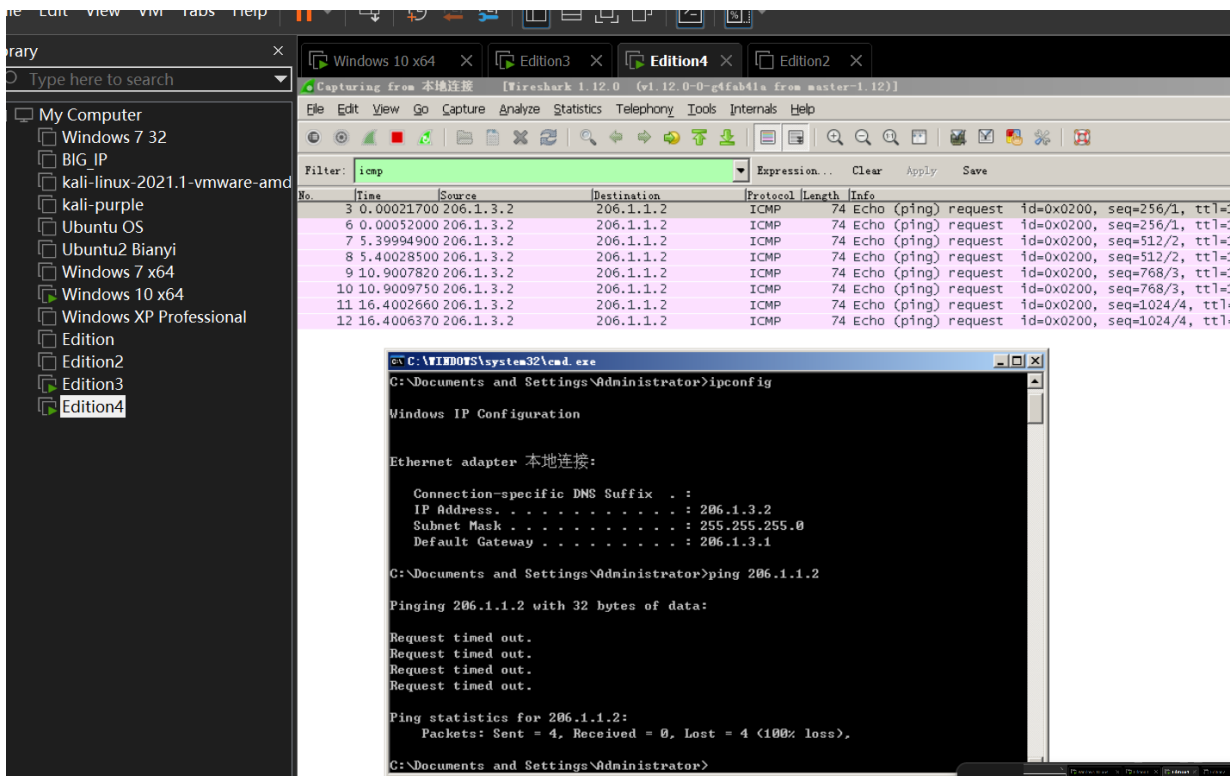 Edit View VM Tabs Help
Type here to search
My Computer
Windows 7 32
BIG_IP
kali-linux-2021.1-vmware-amd
kali-purple
Ubuntu OS
Ubuntu2 Bianyi
Windows 7 x64
Windows 10 x64
Windows XP Professional
Edition
Edition2
Edition3
Edition4
Windows 10 x64 Edition3 Edition4 Edition2
Capturing from 本地连接 [Wireshark 1.12.0 (v1.12.0-0-g4fab41a from master-1.12)]
File Edit View Go Capture Analyze Statistics Telephony Tools Internals Help
Filter: icmp Expression... Clear Apply Save
No. Time Source Destination Protocol Length Info
3 0.00021700 206.1.3.2 206.1.1.2 ICMP 74 Echo (ping) request id=0x0200, seq=256/1,
6 0.00052000 206.1.3.2 206.1.1.2 ICMP 74 Echo (ping) request id=0x0200, seq=256/1,
7 5.39994900 206.1.3.2 206.1.1.2 ICMP 74 Echo (ping) request id=0x0200, seq=512/2,
8 5.40028500 206.1.3.2 206.1.1.2 ICMP 74 Echo (ping) request id=0x0200, seq=512/2,
9 10.9007820 206.1.3.2 206.1.1.2 ICMP 74 Echo (ping) request id=0x0200, seq=768/3,
10 10.9009750 206.1.3.2 206.1.1.2 ICMP 74 Echo (ping) request id=0x0200, seq=768/3,
11 16.4002660 206.1.3.2 206.1.1.2 ICMP 74 Echo (ping) request id=0x0200, seq=1024/4,
12 16.4006370 206.1.3.2 206.1.1.2 ICMP 74 Echo (ping) request id=0x0200, seq=1024/4,
C:\WINDOWS\system32\cmd.exe
C:\Documents and Settings\Administrator>ipconfig
Windows IP Configuration
Ethernet adapter 本地连接:
Connection-specific DNS Suffix . :
IP Address. . . . . . . . . . . . : 206.1.3.2
Subnet Mask . . . . . . . . . . . : 255.255.255.0
Default Gateway . . . . . . . . . : 206.1.3.1
C:\Documents and Settings\Administrator>ping 206.1.1.2
Pinging 206.1.1.2 with 32 bytes of data:
Request timed out.
Request timed out.
Request timed out.
Request timed out.
Ping statistics for 206.1.1.2:
Packets: Sent = 4, Received = 0, Lost = 4 (100% loss),
C:\Documents and Settings\Administrator>